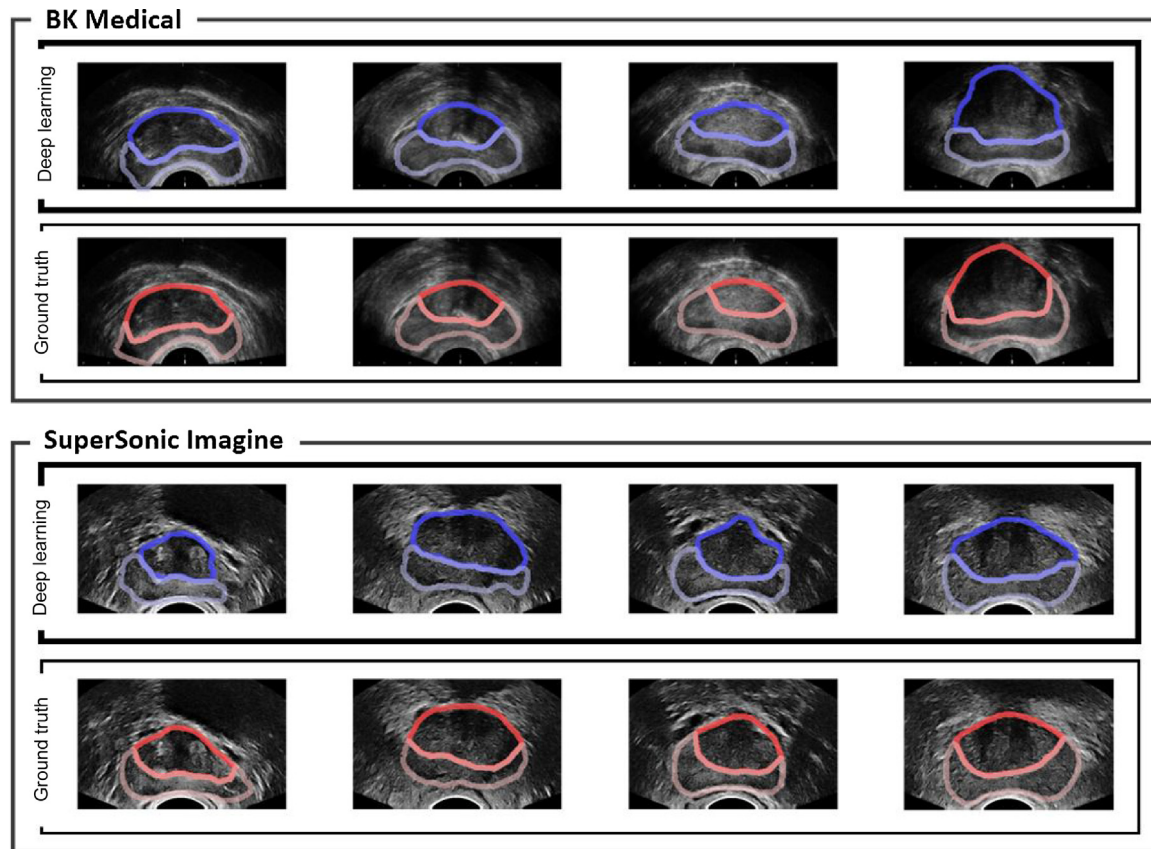 BK Medical
Deep learning
Ground truth
SuperSonic Imagine
Deep learning
Ground truth